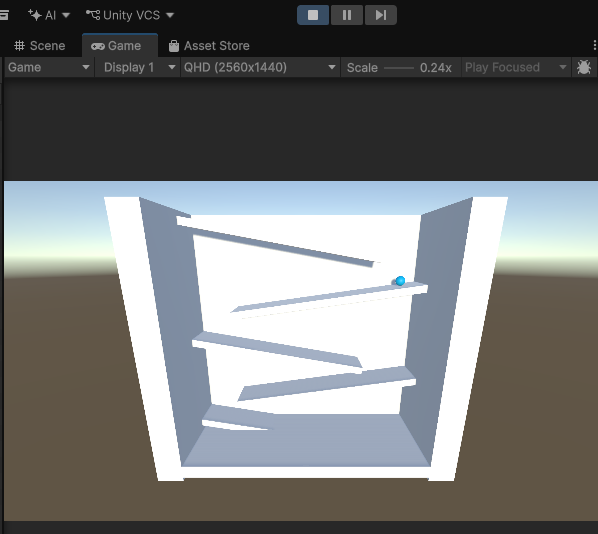 AI Unity VCS
Scene Game Asset Store
Game Display 1 QHD (2560x1440) Scale 0.24x Play Focused